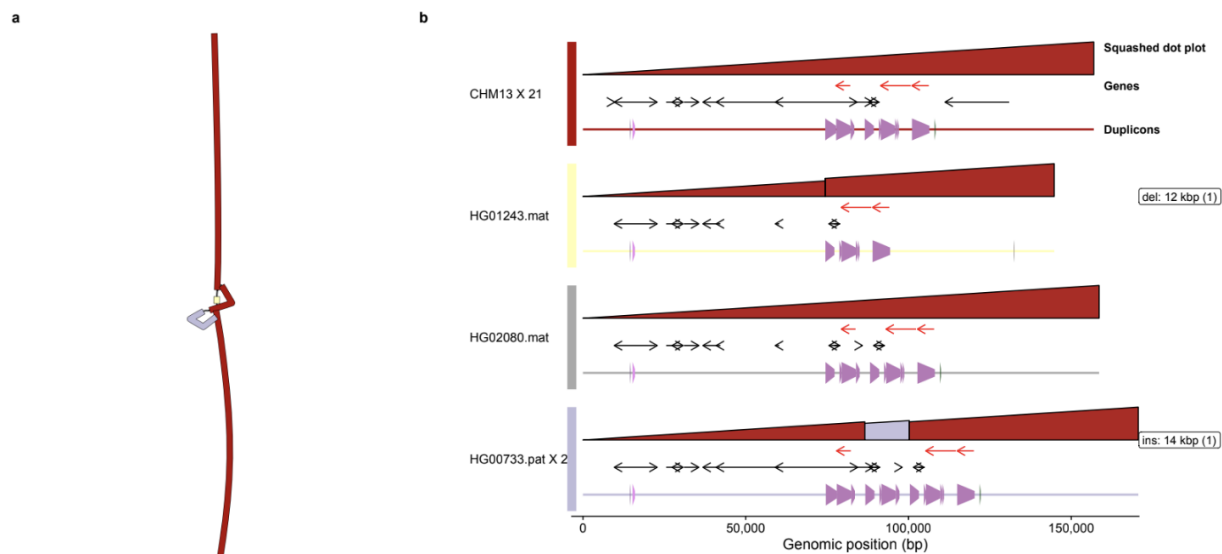 a
b
CHM13 X 21
Squashed dot plot
Genes
Duplicons
HG01243.mat
del: 12 kbp (1)
HG02080.mat
HG00733.pat X 2
ins: 14 kbp (1)
0 50,000 100,000 150,000
Genomic position (bp)